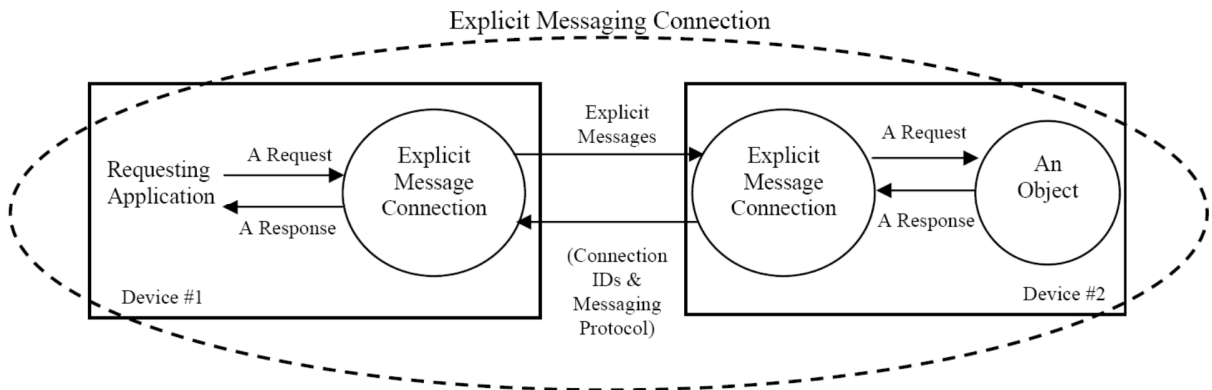 Explicit Messaging Connection
Explicit
Messages
A Request
A Request
Requesting
Application
Explicit
Message
Connection
Explicit
Message
Connection
An
Object
A Response
A Response
(Connection
IDs &
Messaging
Protocol)
Device #1
Device #2